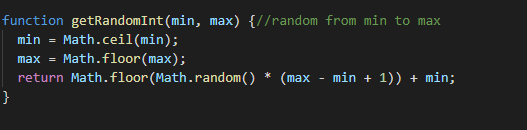 function getRandomInt(min, max) {//random from min to max
  min = Math.ceil(min);
  max = Math.floor(max);
  return Math.floor(Math.random() * (max - min + 1)) + min;
}